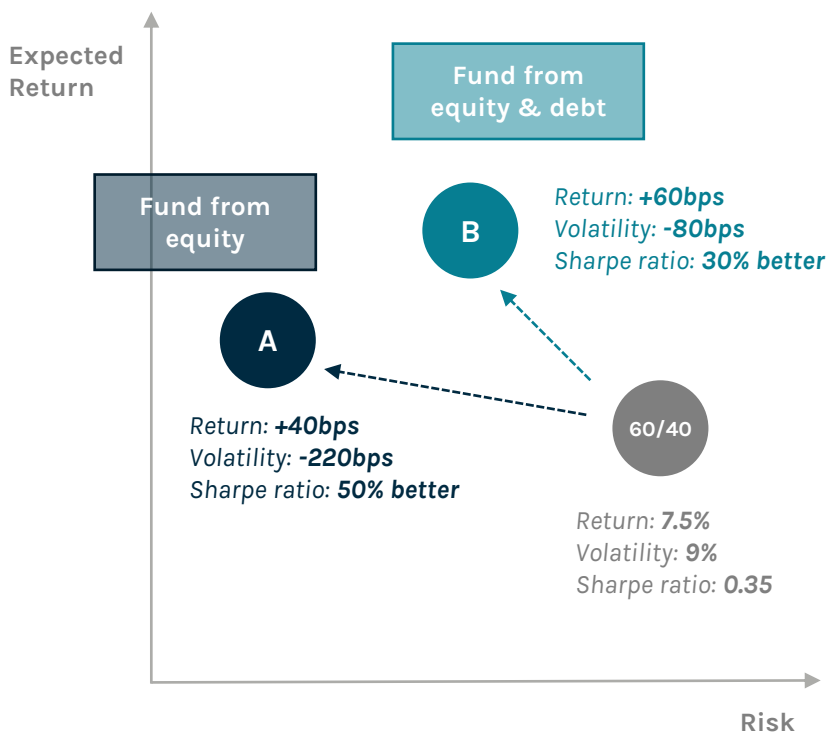 Expected
Return
Fund from
equity & debt
Fund from
equity
B
Return: +60bps
Volatility: -80bps
Sharpe ratio: 30% better
A
Return: +40bps
Volatility: -220bps
Sharpe ratio: 50% better
60/40
Return: 7.5%
Volatility: 9%
Sharpe ratio: 0.35
Risk